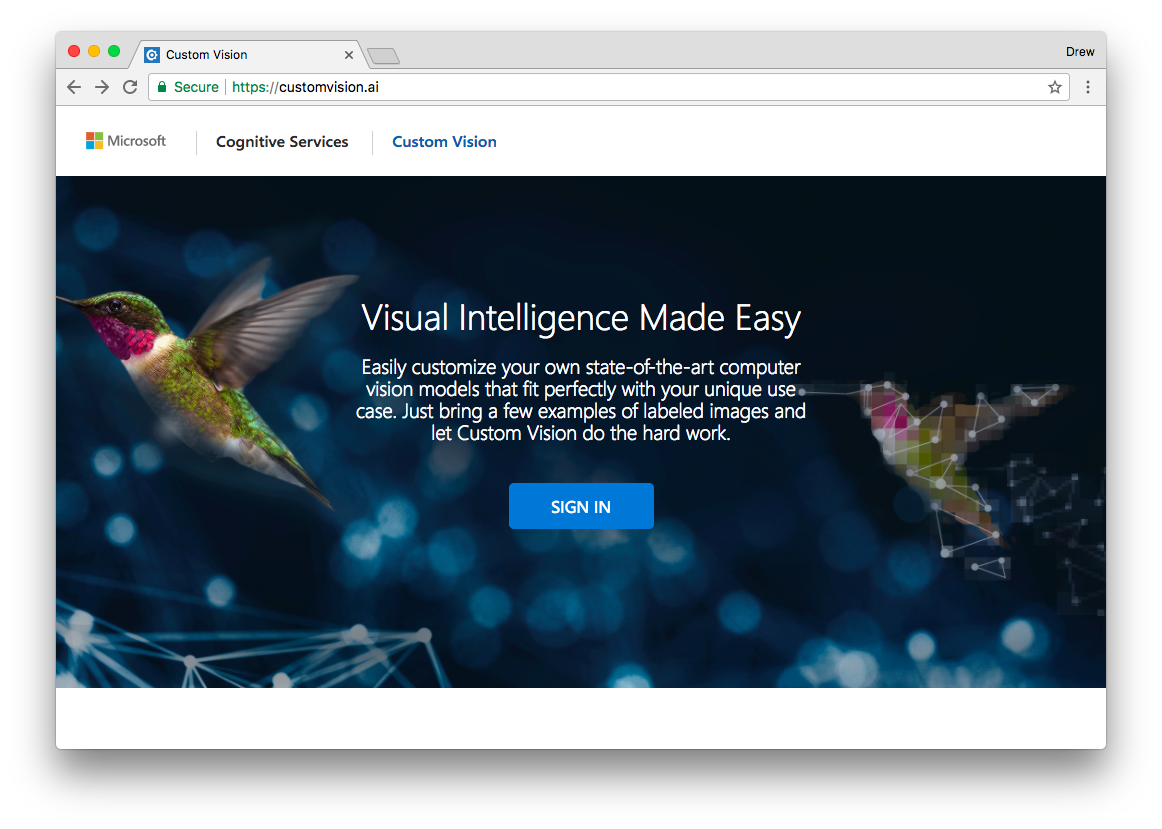 Custom Vision
Drew
Secure https://customvision.ai
Microsoft Cognitive Services Custom Vision
Visual Intelligence Made Easy
Easily customize your own state-of-the-art computer
vision models that fit perfectly with your unique use
case. Just bring a few examples of labeled images and
let Custom Vision do the hard work.
SIGN IN